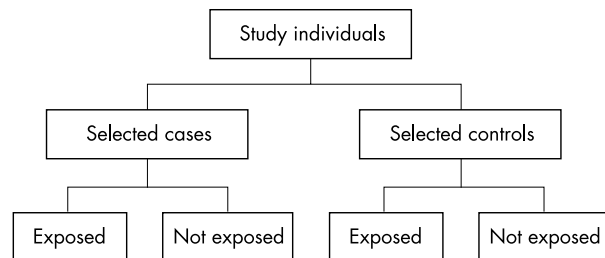 Study individuals
Selected cases
Selected controls
Exposed
Not exposed
Exposed
Not exposed